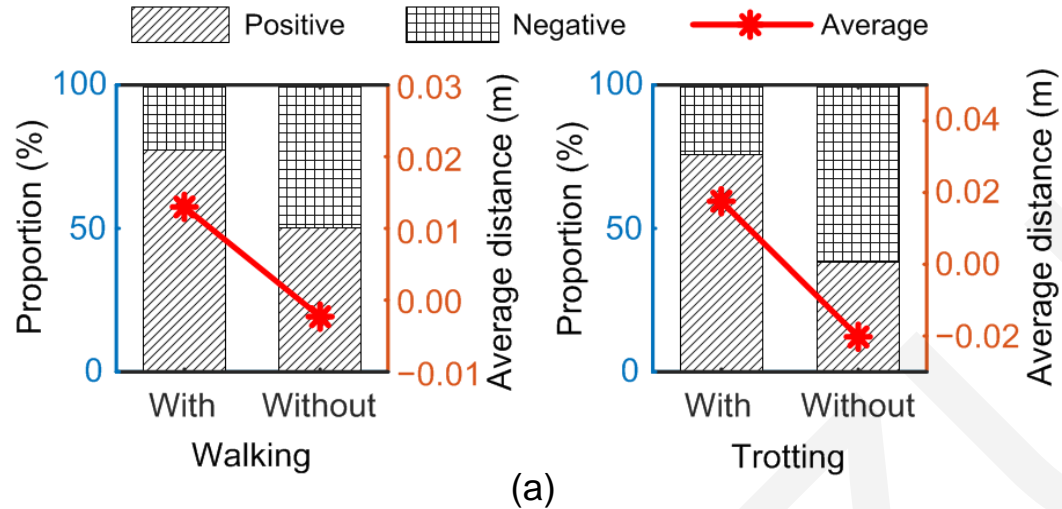 Positive Negative Average
Proportion (%)
100
50
0
0.03
0.02
0.01
0.00
−0.01
Average distance (m)
With Without
Walking
Proportion (%)
100
50
0
0.04
0.02
0.00
−0.02
Average distance (m)
With Without
Trotting
(a)